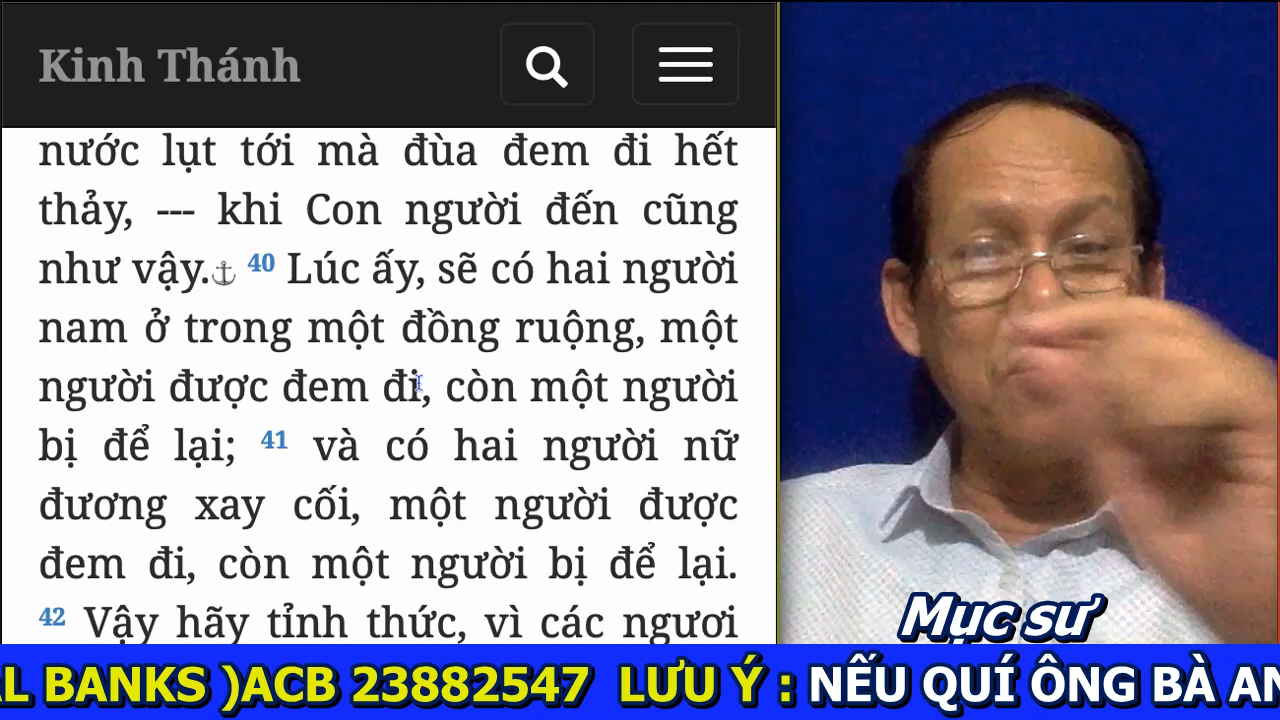 Kinh Thánh
nước lụt tới mà đùa đem đi hết
thảy, --- khi Con người đến cũng
như vậy.⚓ 40 Lúc ấy, sẽ có hai người
nam ở trong một đồng ruộng, một
người được đem đi, còn một người
bị để lại; 41 và có hai người nữ
đương xay cối, một người được
đem đi, còn một người bị để lại.
42 Vậy hãy tỉnh thức, vì các ngươi
Mục sư
AL BANKS )ACB 23882547 LƯU Ý : NẾU QUÍ ÔNG BÀ AN